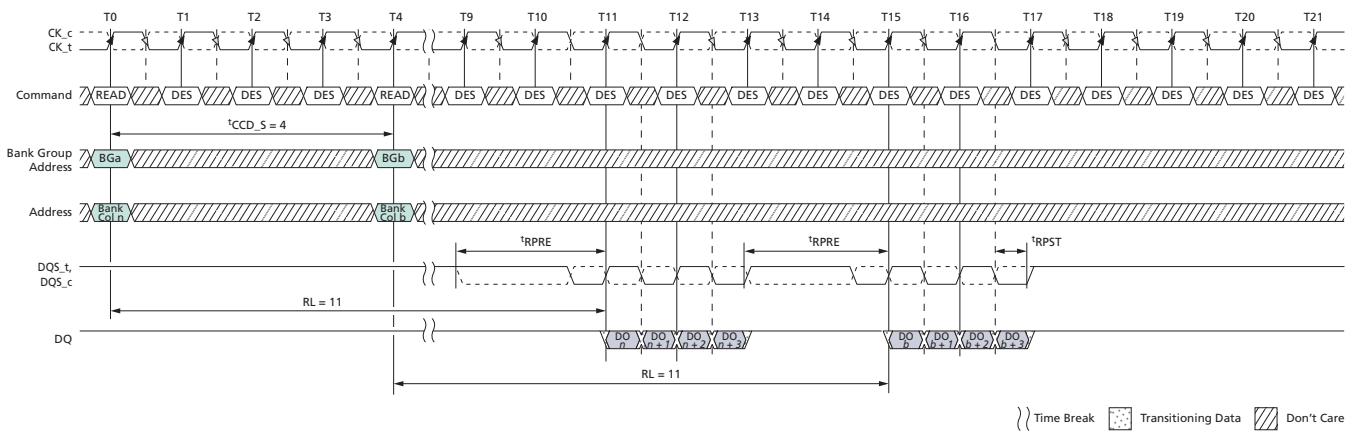 T0 T1 T2 T3 T4 T9 T10 T11 T12 T13 T14 T15 T16 T17 T18 T19 T20 T21
CK_c
CK_t
Command READ DES DES DES READ DES DES DES DES DES DES DES DES DES DES DES DES DES
tCCD_S = 4
Bank Group
Address
BGa BGb
Address
Bank
Col n
Bank
Col b
tRPRE tRPRE tRPST
DQS_t,
DQS_c
RL = 11
DQ
DO
n
DO
n + 1
DO
n + 2
DO
n + 3
DO
b
DO
b + 1
DO
b + 2
DO
b + 3
RL = 11
Time Break Transitioning Data Don't Care